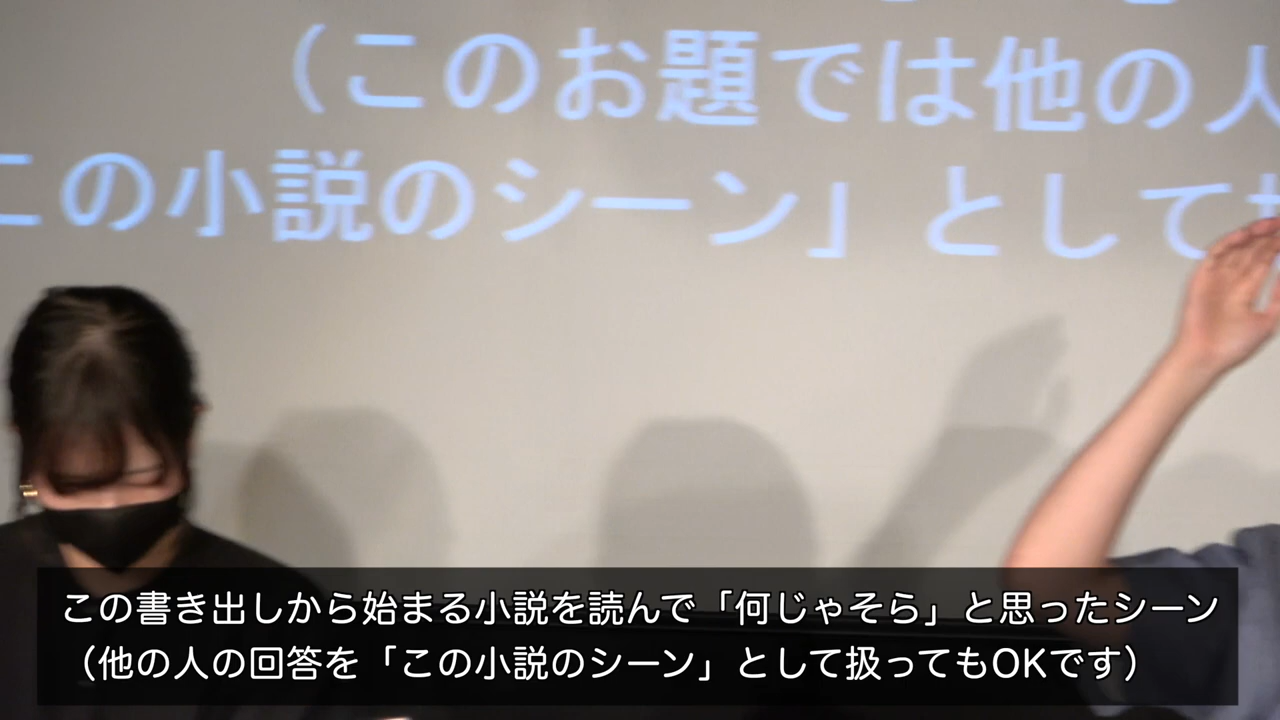 （このお題では他の人
この小説のシーン」として
この書き出しから始まる小説を読んで「何じゃそら」と思ったシーン
（他の人の回答を「この小説のシーン」として扱ってもOKです）